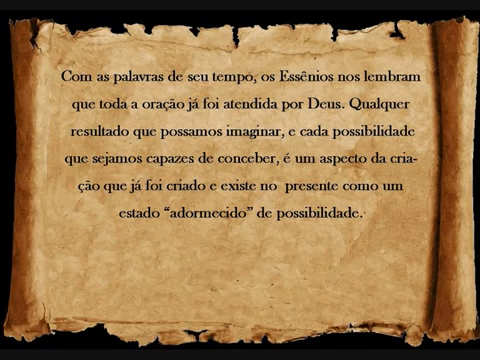 Com as palavras de seu tempo, os Essênios nos lembram
que toda a oração já foi atendida por Deus. Qualquer
resultado que possamos imaginar, e cada possibilidade
que sejamos capazes de conceber, é um aspecto da cria-
ção que já foi criado e existe no presente como um
estado “adormecido” de possibilidade.